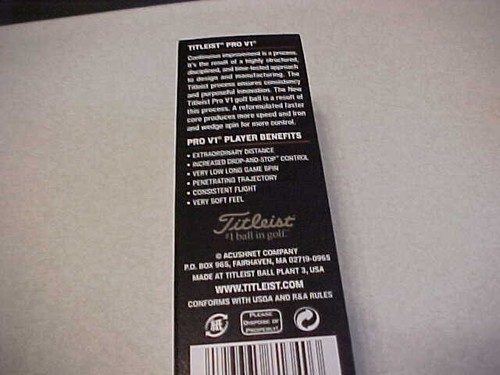 TITLEIST® PRO V1®
Continuous improvement is a process.
It's the result of a highly structured,
disciplined, and time-tested approach
to design and manufacturing. The
Titleist process ensures consistency
and purposeful innovation. The New
Titleist Pro V1 golf ball is a result of
this process. A reformulated faster
core produces more speed and iron
and wedge spin for more control.
PRO V1® PLAYER BENEFITS
• EXTRAORDINARY DISTANCE
• INCREASED DROP-AND-STOP™ CONTROL
• VERY LOW LONG GAME SPIN
• PENETRATING TRAJECTORY
• CONSISTENT FLIGHT
• VERY SOFT FEEL
Titleist
#1 ball in golf.
© ACUSHNET COMPANY
P.O. BOX 965, FAIRHAVEN, MA 02719-0965
MADE AT TITLEIST BALL PLANT 3, USA
WWW.TITLEIST.COM
CONFORMS WITH USGA AND R&A RULES
PLEASE
DISPOSE OF
PROPERLY!